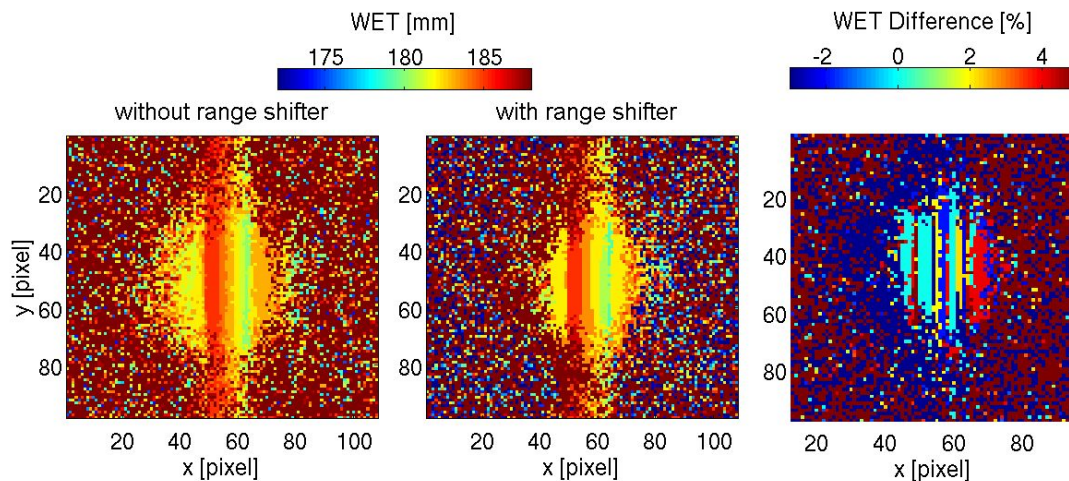 WET [mm]
175 180 185
WET Difference [%]
-2 0 2 4
without range shifter
with range shifter
y [pixel]
20
40
60
80
20 40 60 80 100
x [pixel]
20
40
60
80
20 40 60 80 100
x [pixel]
20
40
60
80
20 40 60 80
x [pixel]